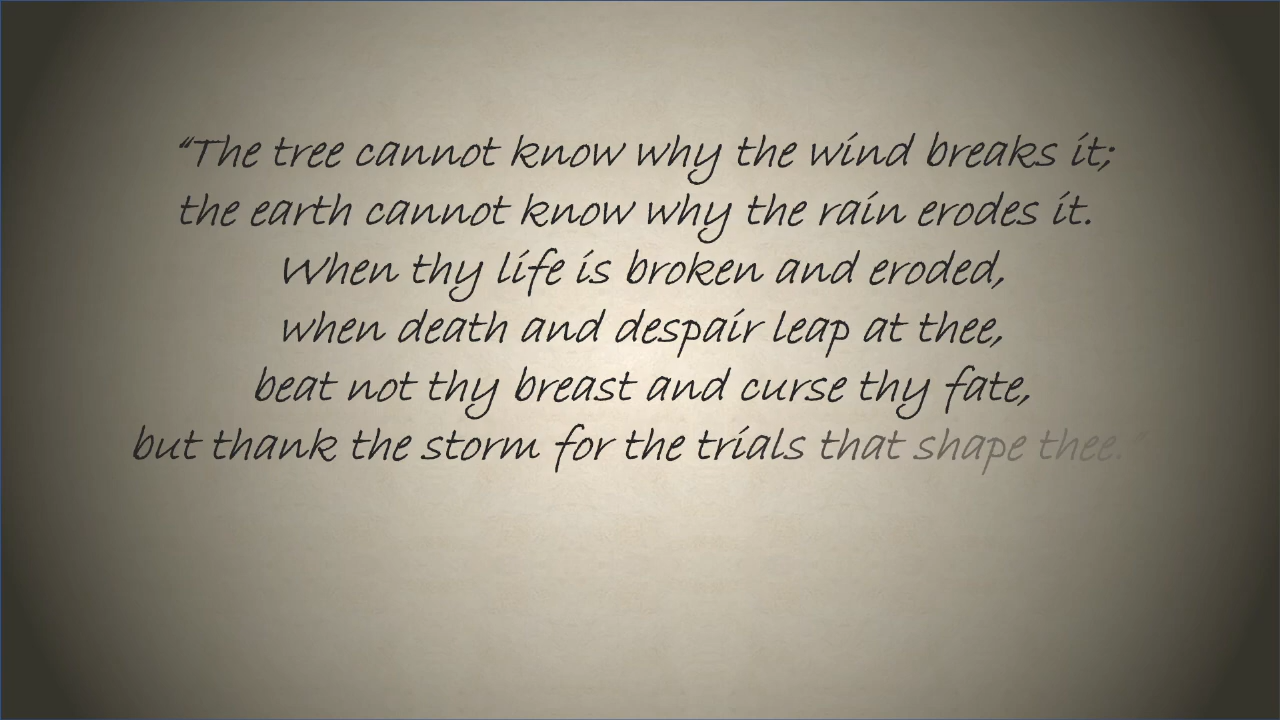 “The tree cannot know why the wind breaks it;
the earth cannot know why the rain erodes it.
When thy life is broken and eroded,
when death and despair leap at thee,
beat not thy breast and curse thy fate,
but thank the storm for the trials that shape thee.”